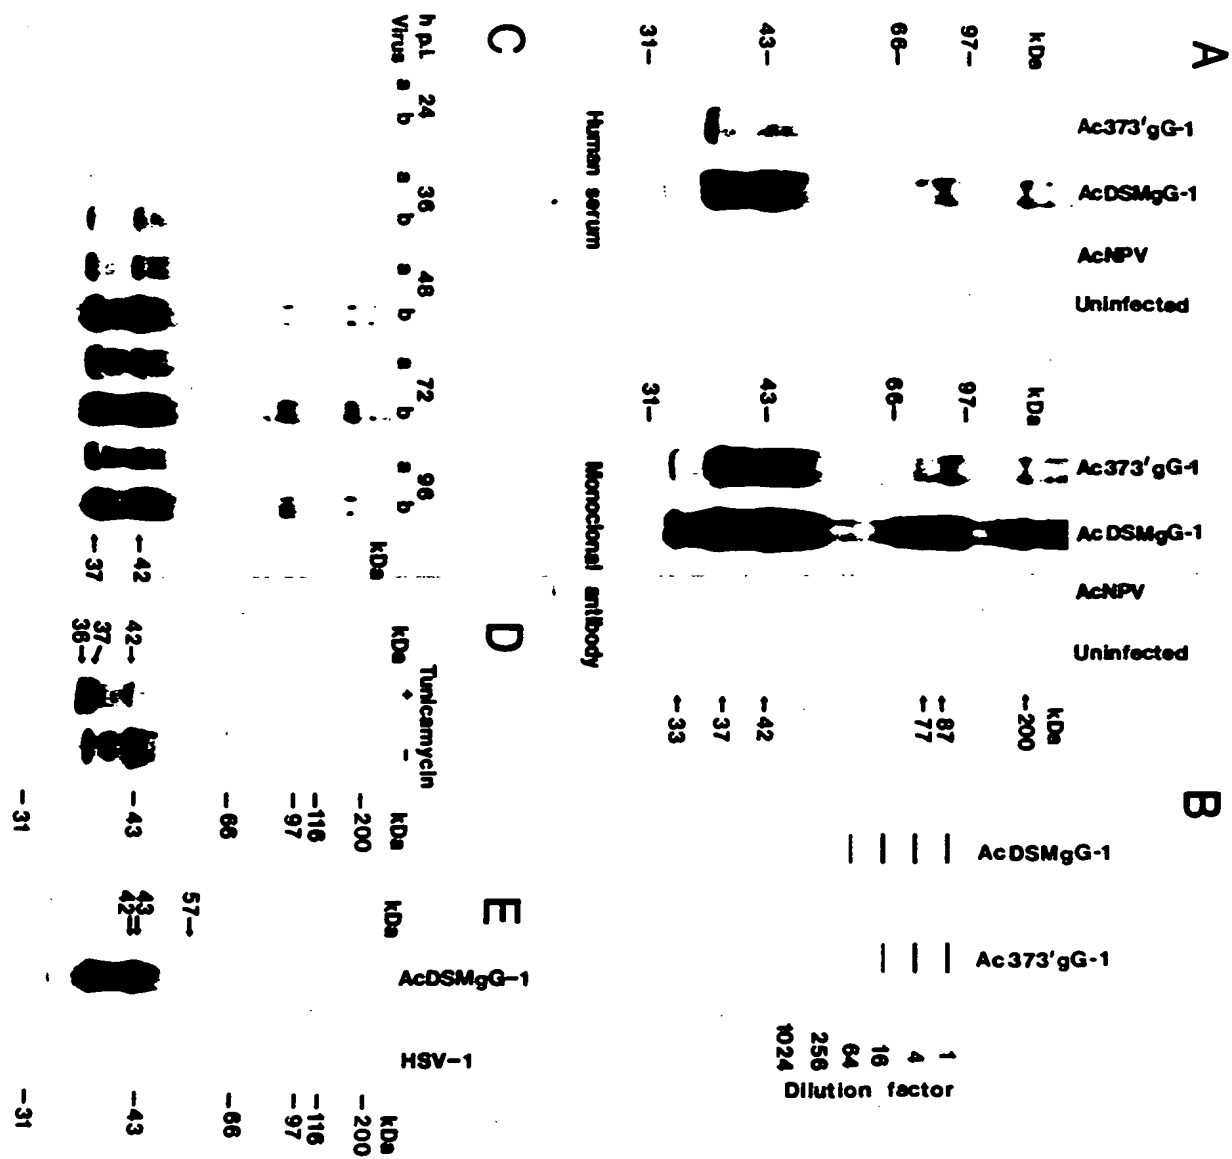 A
kDa
97–
66–
43–
31–
Ac373'gG-1
AcDSMgG-1
AcNPV
Uninfected
Human serum
kDa
97–
66–
43–
31–
Ac373'gG-1
AcDSMgG-1
AcNPV
Uninfected
kDa
←200
←87
←77
←42
←37
←33
Monoclonal antibody
B
AcDSMgG-1
Ac373'gG-1
1
4
16
64
256
1024
Dilution factor
C
h p.i. 24 36 48 72 96
Virus a b a b a b a b a b
kDa
←42
←37
D
Tunicamycin
kDa + – kDa
42→
37→
36→
–200
–116
–97
–66
–43
–31
E
kDa
57→
43→
42→
AcDSMgG-1
HSV-1
kDa
–200
–116
–97
–66
–43
–31